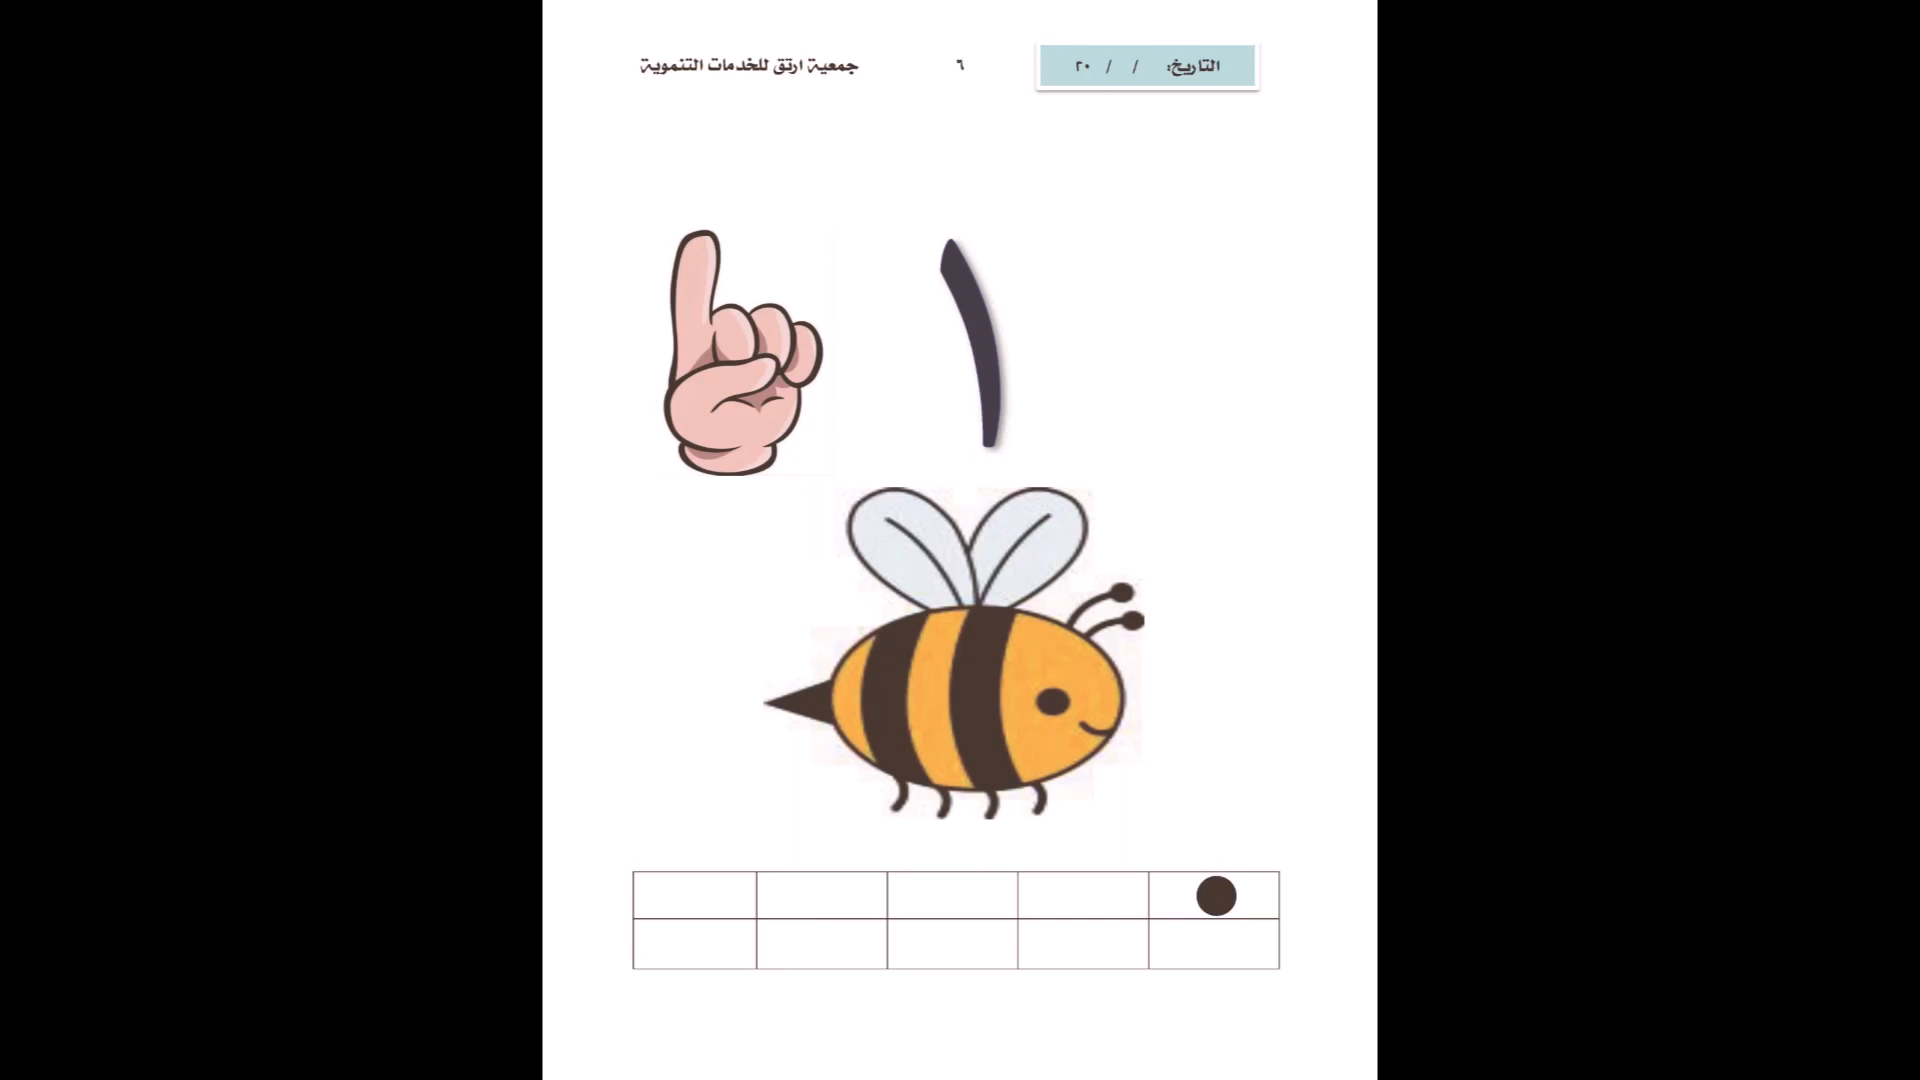 التاريخ: / / ٢٠
٦
جمعية ارتق للخدمات التنموية
١